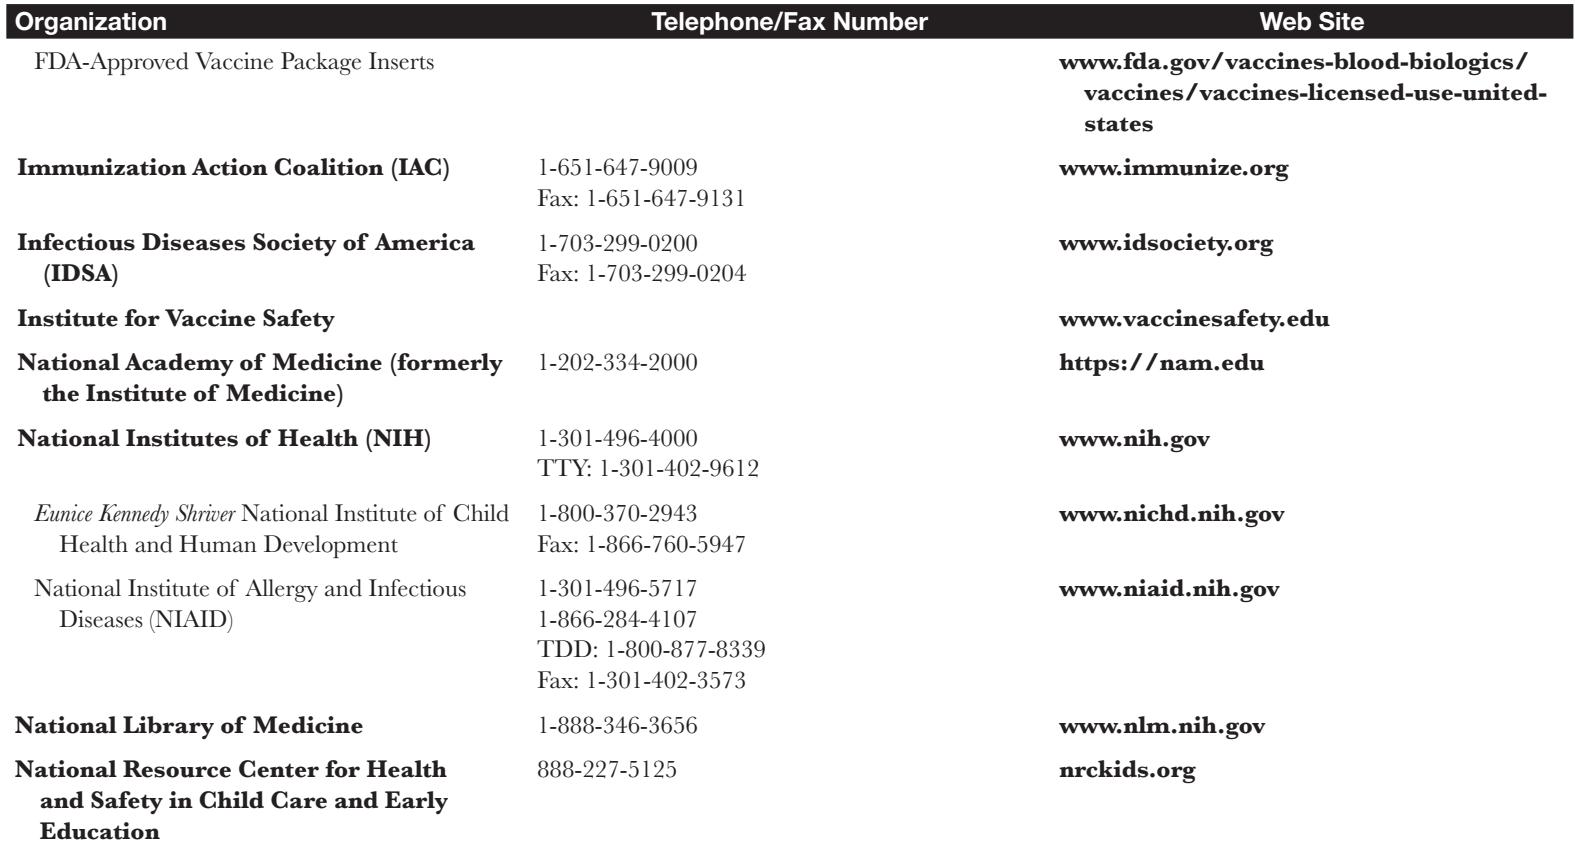 Organization Telephone/Fax Number Web Site
FDA-Approved Vaccine Package Inserts www.fda.gov/vaccines-blood-biologics/
vaccines/vaccines-licensed-use-united-
states
Immunization Action Coalition (IAC) 1-651-647-9009 www.immunize.org
Fax: 1-651-647-9131
Infectious Diseases Society of America 1-703-299-0200 www.idsociety.org
(IDSA) Fax: 1-703-299-0204
Institute for Vaccine Safety www.vaccinesafety.edu
National Academy of Medicine (formerly 1-202-334-2000 https://nam.edu
the Institute of Medicine)
National Institutes of Health (NIH) 1-301-496-4000 www.nih.gov
TTY: 1-301-402-9612
Eunice Kennedy Shriver National Institute of Child 1-800-370-2943 www.nichd.nih.gov
Health and Human Development Fax: 1-866-760-5947
National Institute of Allergy and Infectious 1-301-496-5717 www.niaid.nih.gov
Diseases (NIAID) 1-866-284-4107
TDD: 1-800-877-8339
Fax: 1-301-402-3573
National Library of Medicine 1-888-346-3656 www.nlm.nih.gov
National Resource Center for Health 888-227-5125 nrckids.org
and Safety in Child Care and Early
Education